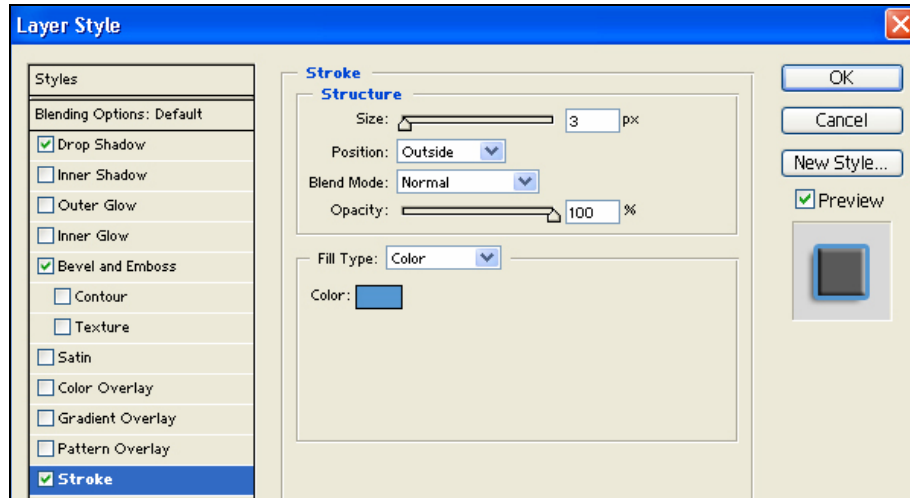 Layer Style
Styles
Blending Options: Default
Drop Shadow
Inner Shadow
Outer Glow
Inner Glow
Bevel and Emboss
Contour
Texture
Satin
Color Overlay
Gradient Overlay
Pattern Overlay
Stroke
Stroke
Structure
Size: 3 px
Position: Outside
Blend Mode: Normal
Opacity: 100 %
Fill Type: Color
Color:
OK
Cancel
New Style...
Preview